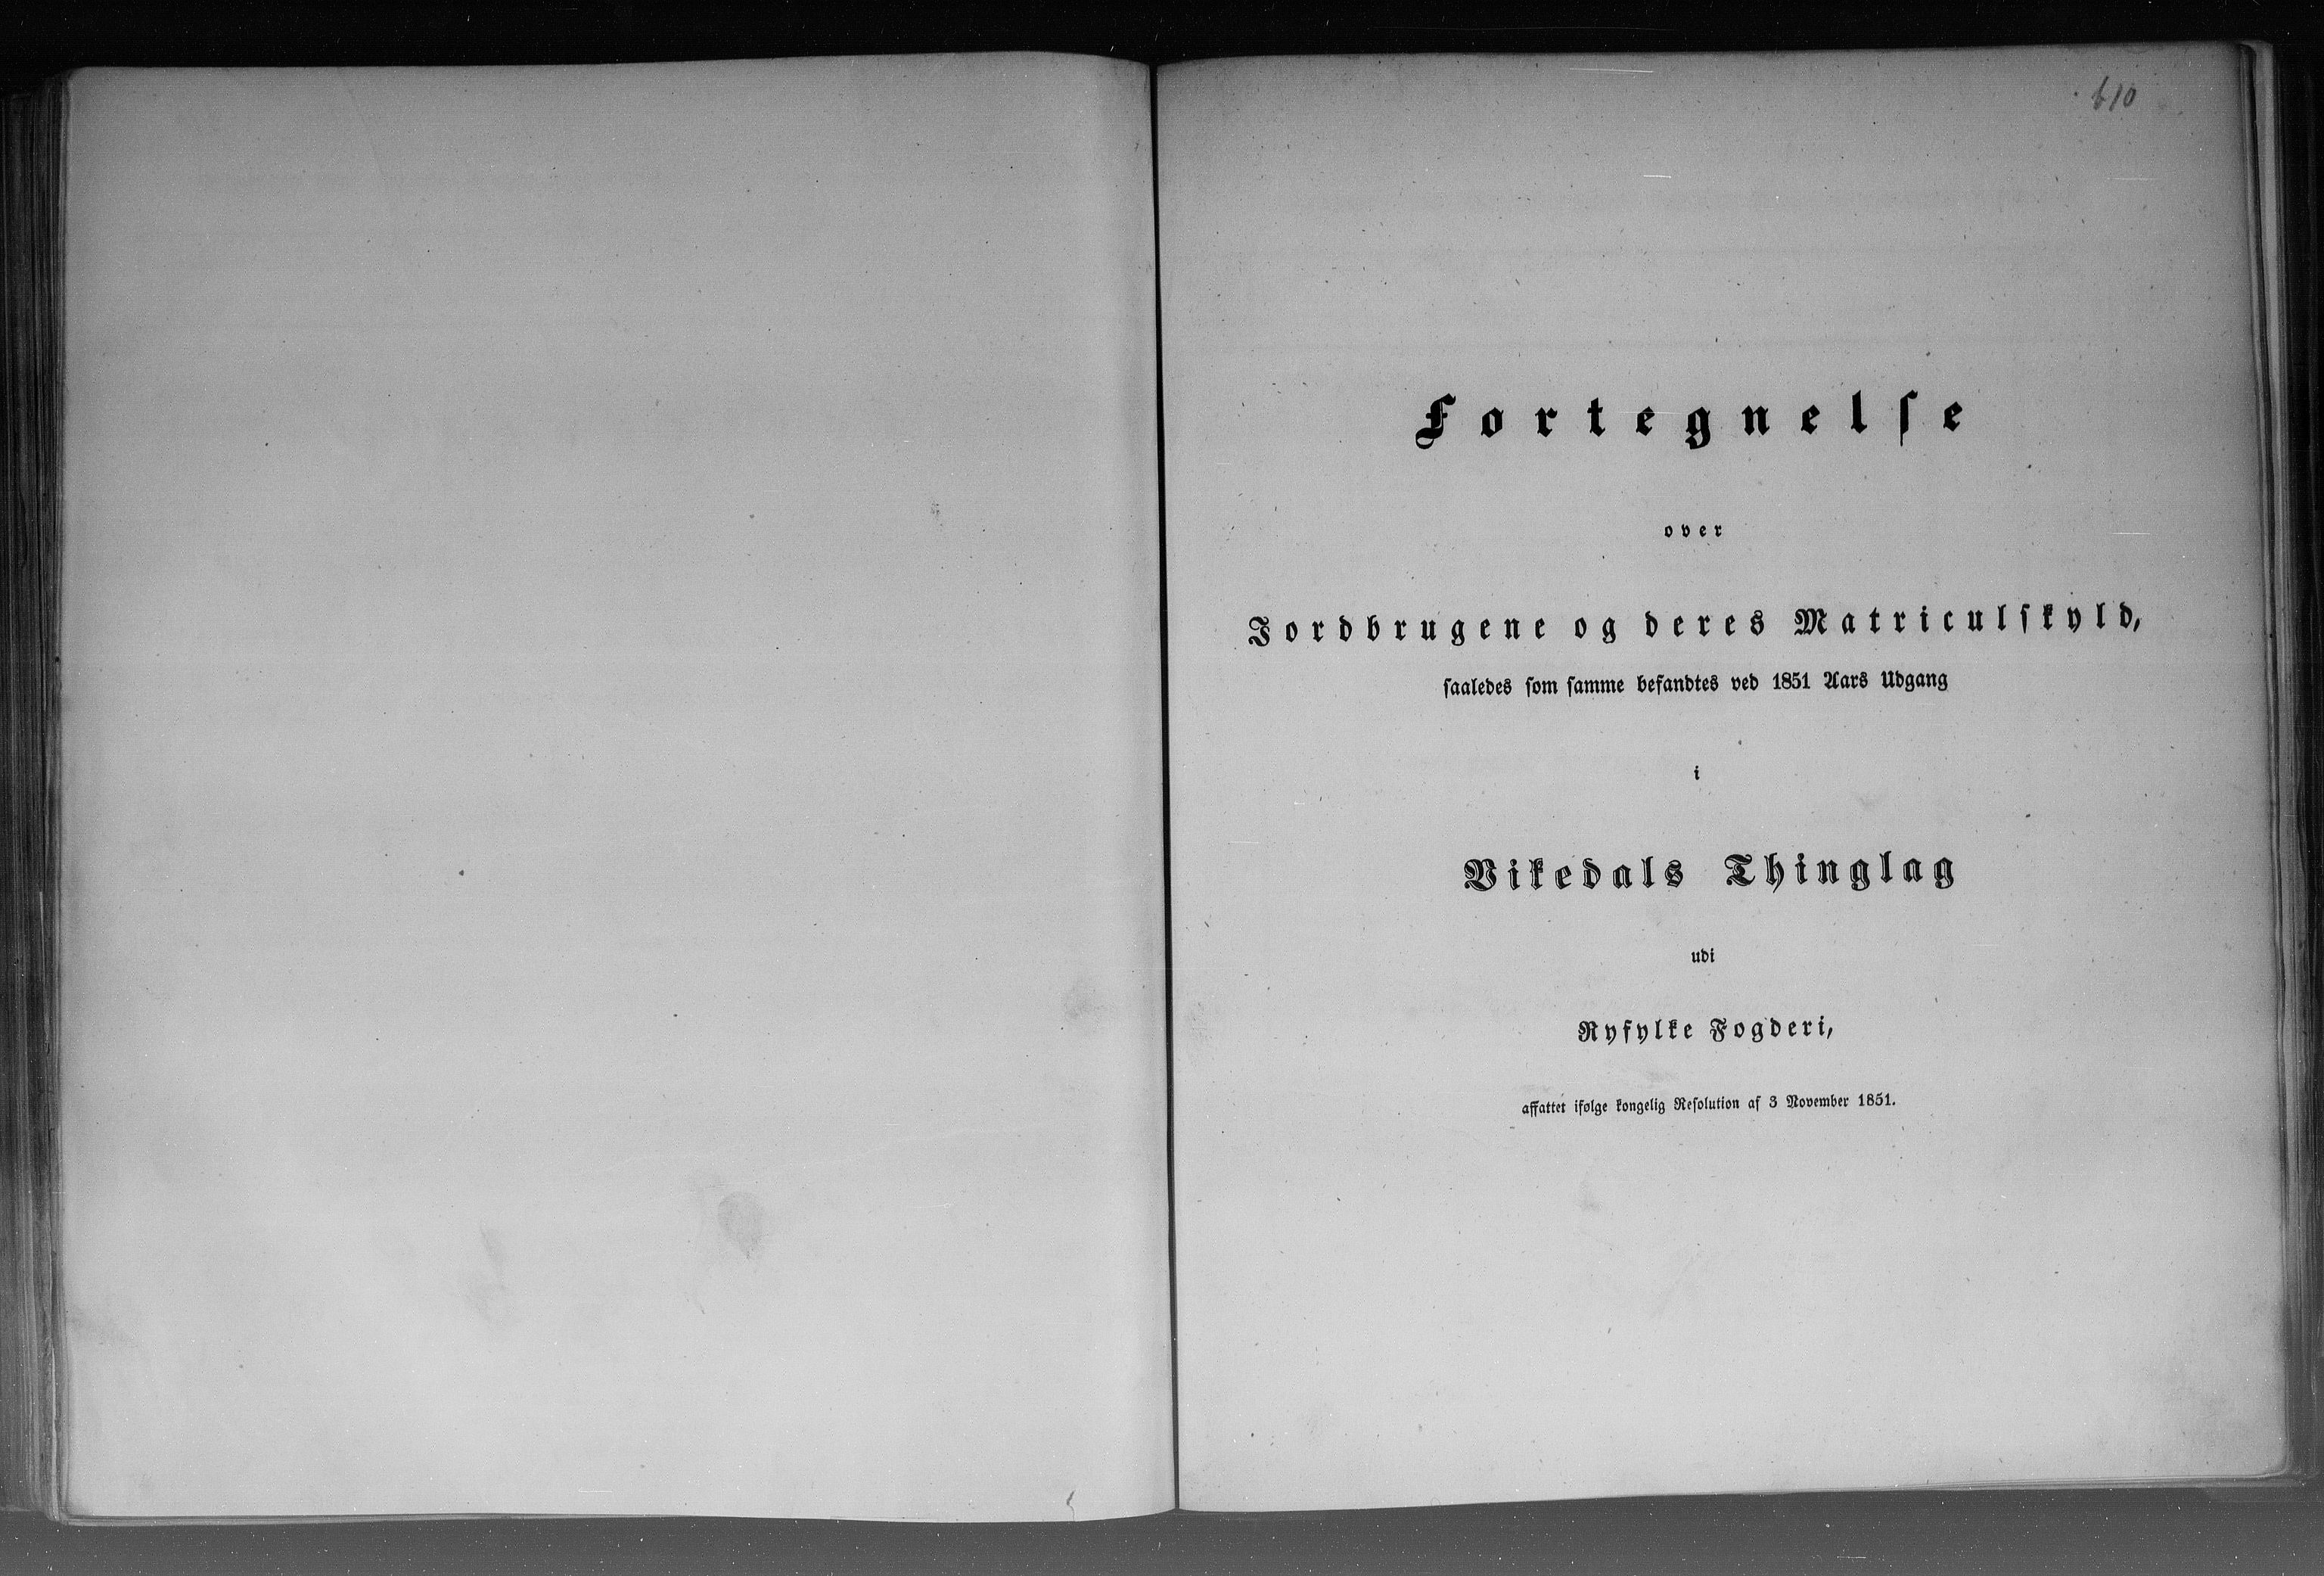 610
Fortegnelse
over
Jordbrugene og deres Matriculskyld,
saaledes som samme befandtes ved 1851 Aars Udgang
i
Vikedals Thinglag
udi
Ryfylke Fogderi,
affattet ifølge kongelig Resolution af 3 November 1851.